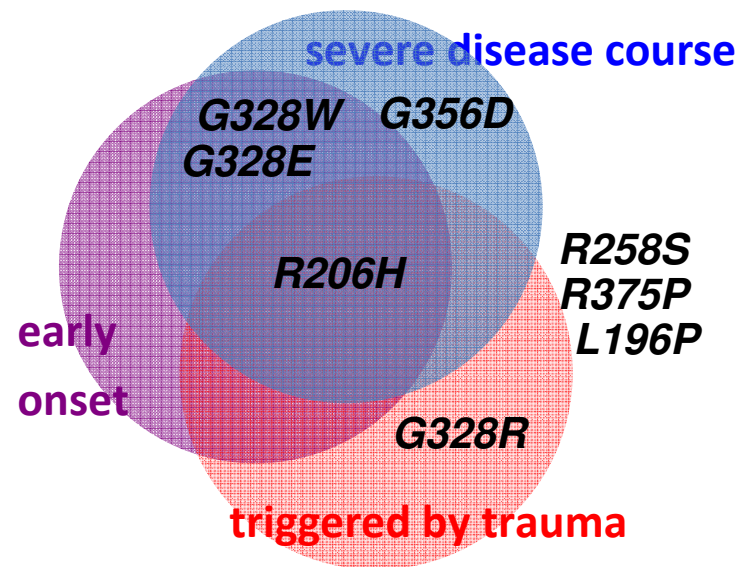 severe disease course
G328W G356D
G328E
R206H
R258S
R375P
L196P
early
onset
G328R
triggered by trauma